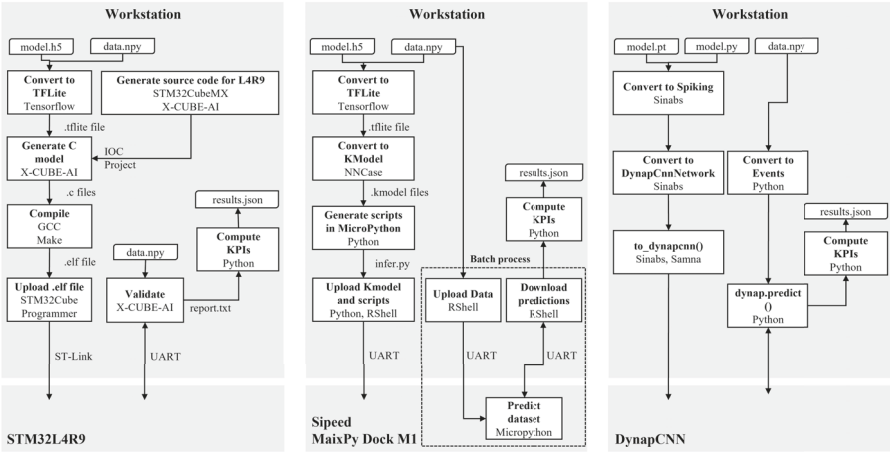 Workstation
model.h5
data.npy
Convert to
TFLite
Tensorflow
Generate source code for L4R9
STM32CubeMX
X-CUBE-AI
.tflite file
Generate C
model
X-CUBE-AI
IOC
Project
.c files
Compile
GCC
Make
.elf file
Upload .elf file
STM32Cube
Programmer
data.npy
Validate
X-CUBE-AI
report.txt
results.json
Compute
KPIs
Python
ST-Link
UART
STM32L4R9
Workstation
model.h5
data.npy
Convert to
TFLite
Tensorflow
.tflite file
Convert to
KModel
NNCase
.kmodel files
Generate scripts
in MicroPython
Python
infer.py
Upload Kmodel
and scripts
Python, RShell
UART
results.json
Compute
KPIs
Python
Batch process
Upload Data
RShell
Download
predictions
RShell
UART
UART
Predict
dataset
Micropython
Sipeed
MaixPy Dock M1
Workstation
model.pt
model.py
data.npy
Convert to Spiking
Sinabs
Convert to
DynapCnnNetwork
Sinabs
Convert to
Events
Python
to_dynapcnn()
Sinabs, Samna
results.json
Compute
KPIs
Python
dynap.predict
()
Python
DynapCNN